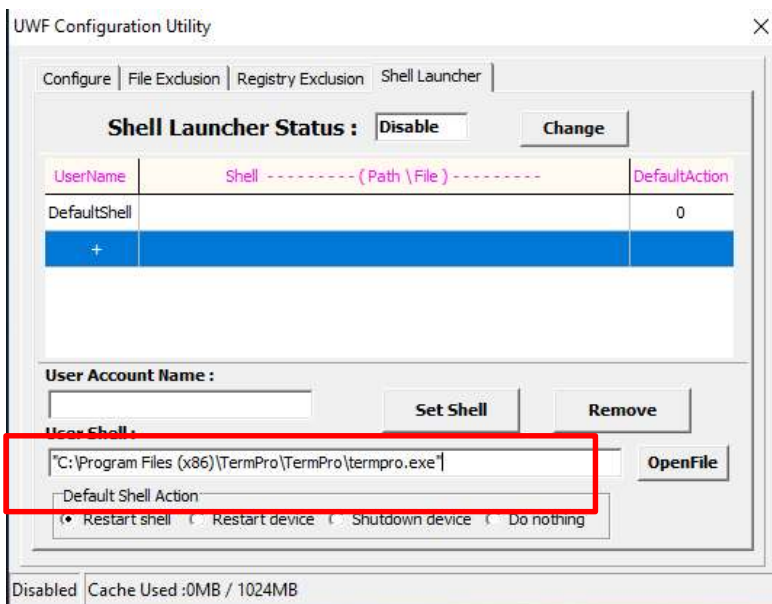 UWF Configuration Utility
Configure File Exclusion Registry Exclusion Shell Launcher
Shell Launcher Status : Disable Change
UserName Shell - - - - - - - - - ( Path \ File ) - - - - - - - - - DefaultAction
DefaultShell 0
+
User Account Name :
Set Shell Remove
User Shell :
"C:\Program Files (x86)\TermPro\TermPro\termpro.exe" OpenFile
Default Shell Action
Restart shell Restart device Shutdown device Do nothing
Disabled Cache Used :0MB / 1024MB